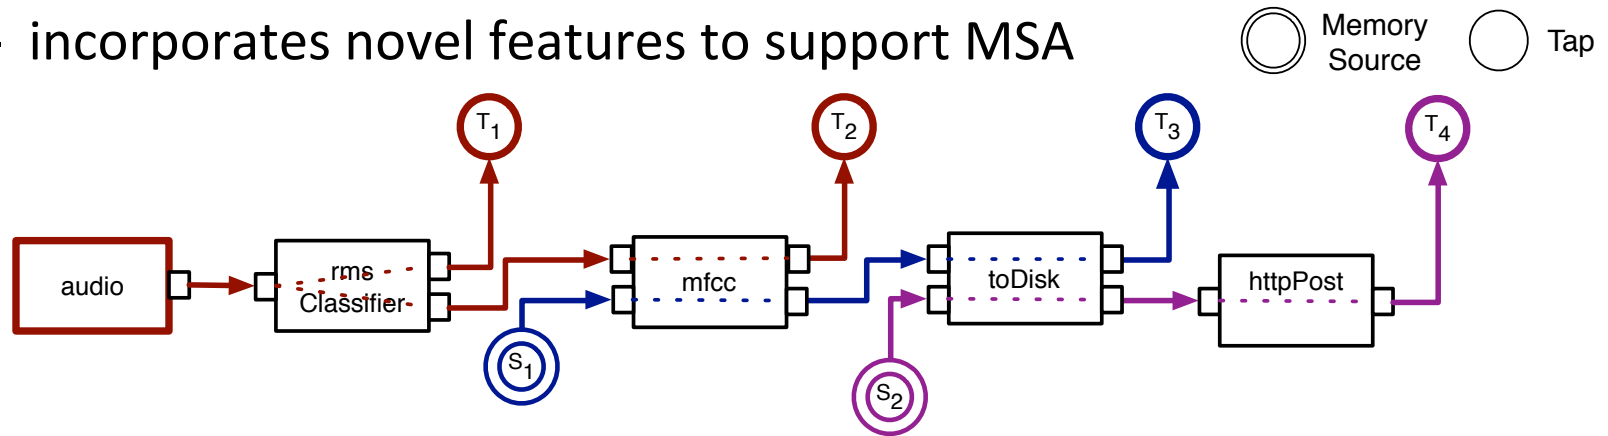 - incorporates novel features to support MSA
Memory
Source
Tap
T1
T2
T3
T4
audio
rms
Classifier
mfcc
toDisk
httpPost
S1
S2